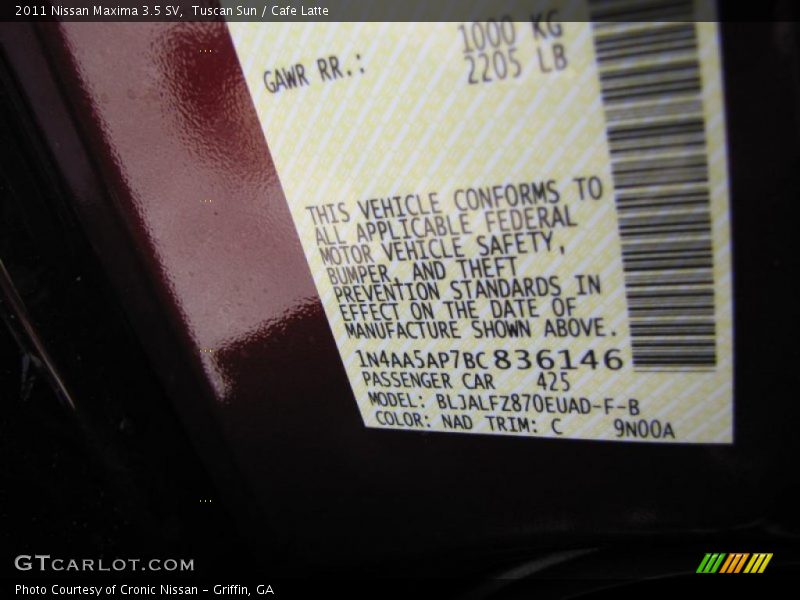 2011 Nissan Maxima 3.5 SV,  Tuscan Sun / Cafe Latte
1000 KG
GAWR RR.: 2205 LB
THIS VEHICLE CONFORMS TO
ALL APPLICABLE FEDERAL
MOTOR VEHICLE SAFETY,
BUMPER, AND THEFT
PREVENTION STANDARDS IN
EFFECT ON THE DATE OF
MANUFACTURE SHOWN ABOVE.
1N4AA5AP7BC836146
PASSENGER CAR 425
MODEL: BLJALFZ870EUAD-F-B
COLOR: NAD TRIM: C 9N00A
GTCARLOT.COM
Photo Courtesy of Cronic Nissan - Griffin, GA